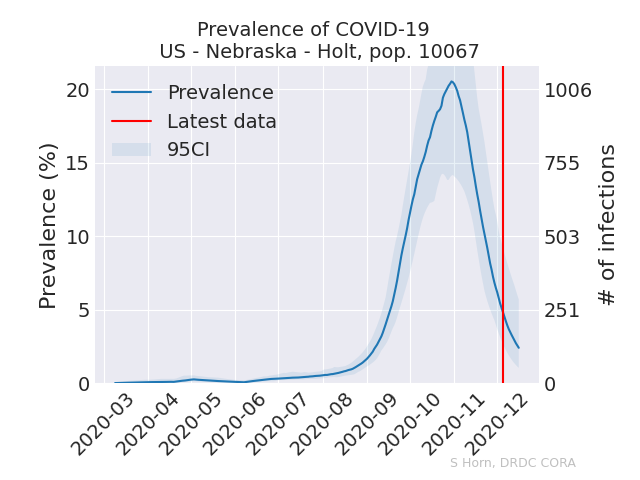 Prevalence of COVID-19
US - Nebraska - Holt, pop. 10067
Prevalence
Latest data
95CI
Prevalence (%)
20
15
10
5
0
# of infections
1006
755
503
251
0
2020-03
2020-04
2020-05
2020-06
2020-07
2020-08
2020-09
2020-10
2020-11
2020-12
S Horn, DRDC CORA